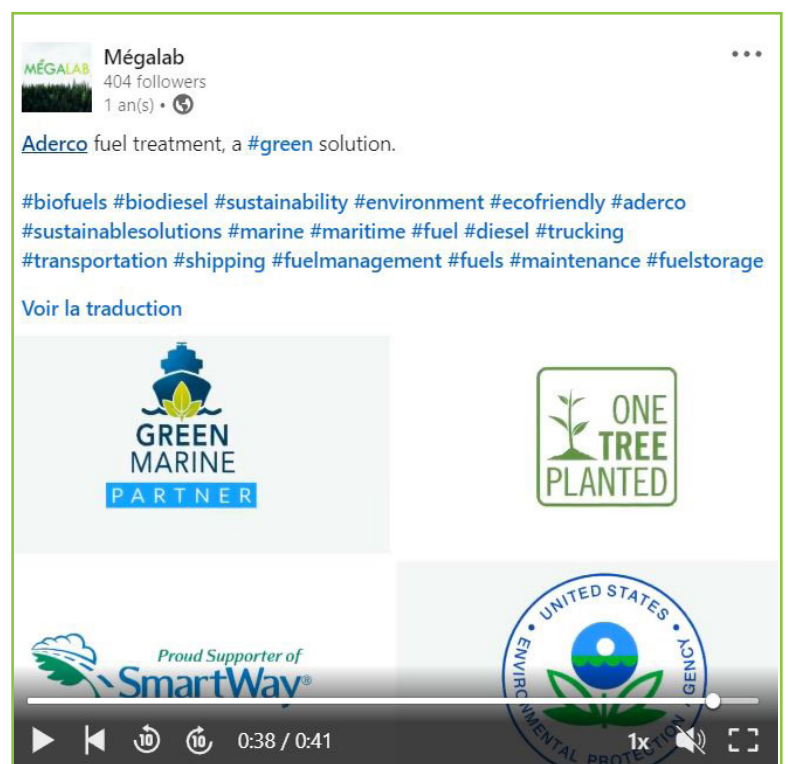 MÉGALAB
Mégalab
404 followers
1 an(s) •
Aderco fuel treatment, a #green solution.
#biofuels #biodiesel #sustainability #environment #ecofriendly #aderco
#sustainablesolutions #marine #maritime #fuel #diesel #trucking
#transportation #shipping #fuelmanagement #fuels #maintenance #fuelstorage
Voir la traduction
GREEN
MARINE
PARTNER
ONE
TREE
PLANTED
Proud Supporter of
SmartWay®
UNITED STATES
ENVIRONMENTAL PROTECTION AGENCY
10
10
0:38 / 0:41
1x